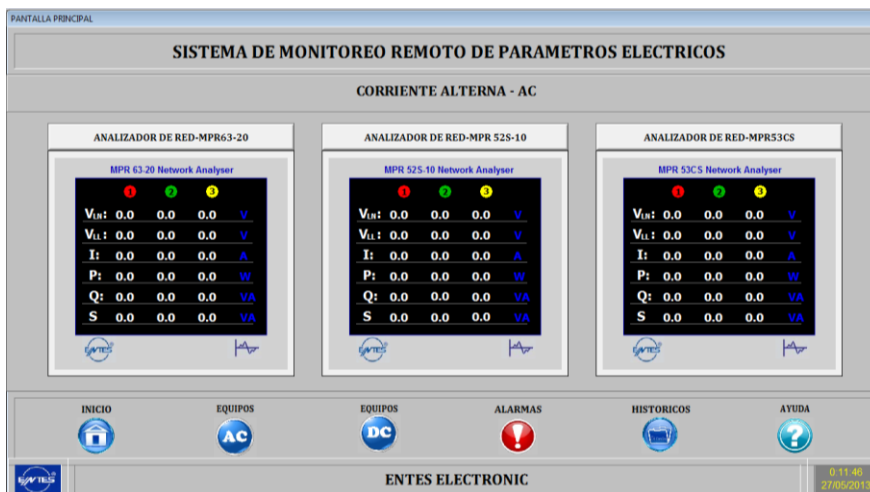 PANTALLA PRINCIPAL
SISTEMA DE MONITOREO REMOTO DE PARAMETROS ELECTRICOS
CORRIENTE ALTERNA - AC
ANALIZADOR DE RED-MPR63-20
MPR 63-20 Network Analyser
1 2 3
VLN: 0.0 0.0 0.0 V
VLL: 0.0 0.0 0.0 V
I: 0.0 0.0 0.0 A
P: 0.0 0.0 0.0 W
Q: 0.0 0.0 0.0 VA
S 0.0 0.0 0.0 VA
ENTES
ANALIZADOR DE RED-MPR 52S-10
MPR 52S-10 Network Analyser
1 2 3
VLN: 0.0 0.0 0.0 V
VLL: 0.0 0.0 0.0 V
I: 0.0 0.0 0.0 A
P: 0.0 0.0 0.0 W
Q: 0.0 0.0 0.0 VA
S 0.0 0.0 0.0 VA
ENTES
ANALIZADOR DE RED-MPR53CS
MPR 53CS Network Analyser
1 2 3
VLN: 0.0 0.0 0.0 V
VLL: 0.0 0.0 0.0 V
I: 0.0 0.0 0.0 A
P: 0.0 0.0 0.0 W
Q: 0.0 0.0 0.0 VA
S 0.0 0.0 0.0 VA
ENTES
INICIO
EQUIPOS
AC
EQUIPOS
DC
ALARMAS
HISTORICOS
AYUDA
?
ENTES
ENTES ELECTRONIC
0:11:46
27/05/2013